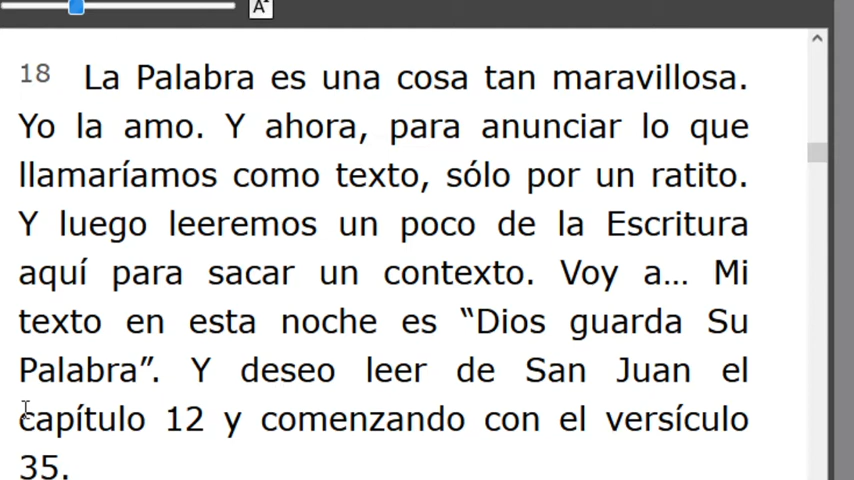 A
18 La Palabra es una cosa tan maravillosa.
Yo la amo. Y ahora, para anunciar lo que
llamaríamos como texto, sólo por un ratito.
Y luego leeremos un poco de la Escritura
aquí para sacar un contexto. Voy a… Mi
texto en esta noche es “Dios guarda Su
Palabra”. Y deseo leer de San Juan el
capítulo 12 y comenzando con el versículo
35.